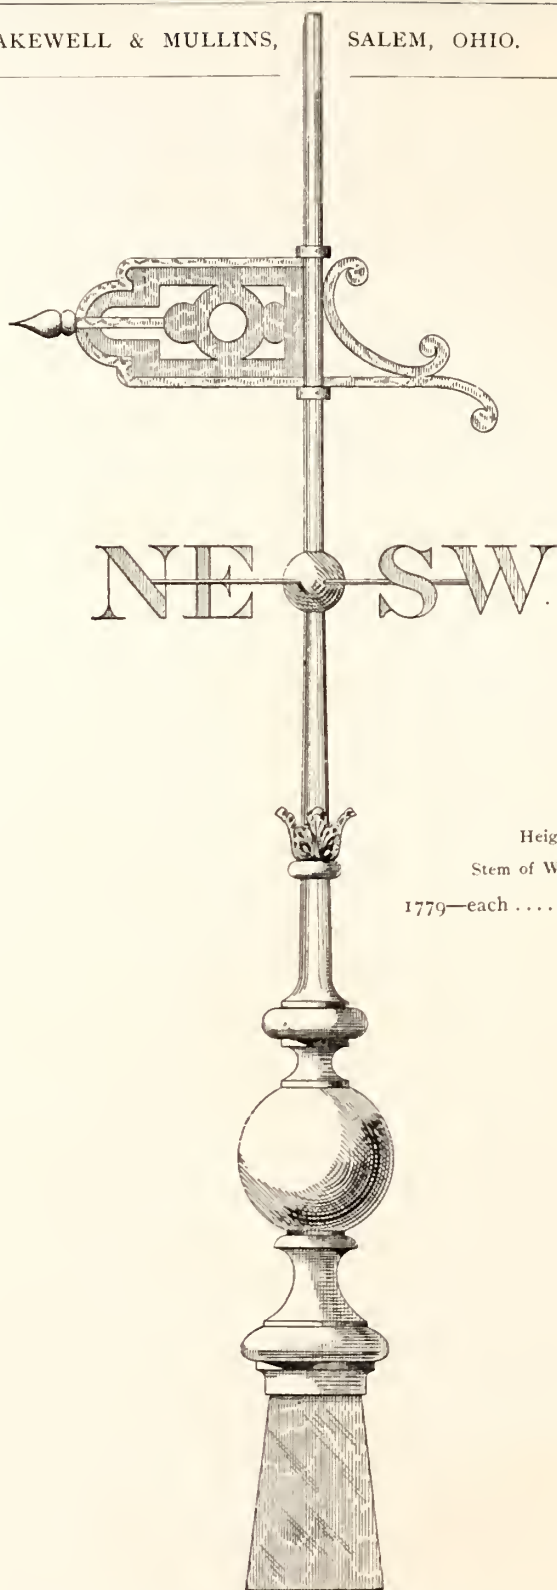 AKEWELL & MULLINS, SALEM, OHIO.
NE SW
Heig
Stem of W
1779—each ....